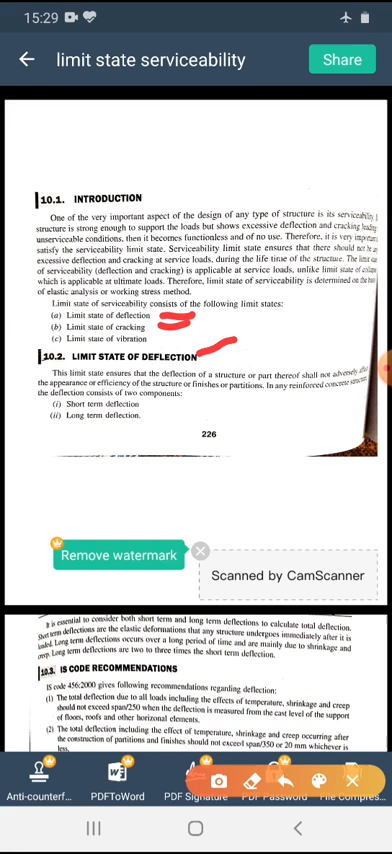 15:29
limit state serviceability
Share
10.1. INTRODUCTION
One of the very important aspect of the design of any type of structure is its serviceability. I
structure is strong enough to support the loads but shows excessive deflection and cracking leading
unserviceable conditions, then it becomes functionless and of no use. Therefore, it is very important
satisfy the serviceability limit state. Serviceability limit state ensures that there should not be
excessive deflection and cracking at service loads, during the life time of the structure. The limit
of serviceability (deflection and cracking) is applicable at service loads, unlike limit state of
which is applicable at ultimate loads. Therefore, limit state of serviceability is determined on the
of elastic analysis or working stress method.
Limit state of serviceability consists of the following limit states:
(a) Limit state of deflection
(b) Limit state of cracking
(c) Limit state of vibration
10.2. LIMIT STATE OF DEFLECTION
This limit state ensures that the deflection of a structure or part thereof shall not adversely
the appearance or efficiency of the structure or finishes or partitions. In any reinforced concrete
the deflection consists of two components:
(i) Short term deflection
(ii) Long term deflection.
226
Remove watermark
Scanned by CamScanner
It is essential to consider both short term and long term deflections to calculate total deflection.
Short term deflections are the elastic deformations that any structure undergoes immediately after it is
loaded. Long term deflections occurs over a long period of time and are mainly due to shrinkage and
creep. Long term deflections are two to three times the short term deflection.
10.3. IS CODE RECOMMENDATIONS
IS code 456:2000 gives following recommendations regarding deflection:
(1) The total deflection due to all loads including the effects of temperature, shrinkage and creep
should not exceed span/250 when the deflection is measured from the cast level of the support
of floors, roofs and other horizonal elements.
(2) The total deflection including the effect of temperature, shrinkage and creep occurring after
the construction of partitions and finishes should not exceed span/350 or 20 mm whichever is
less.
Anti-counterf...
PDFToWord
PDF Signature
PDF Password
File Compres...